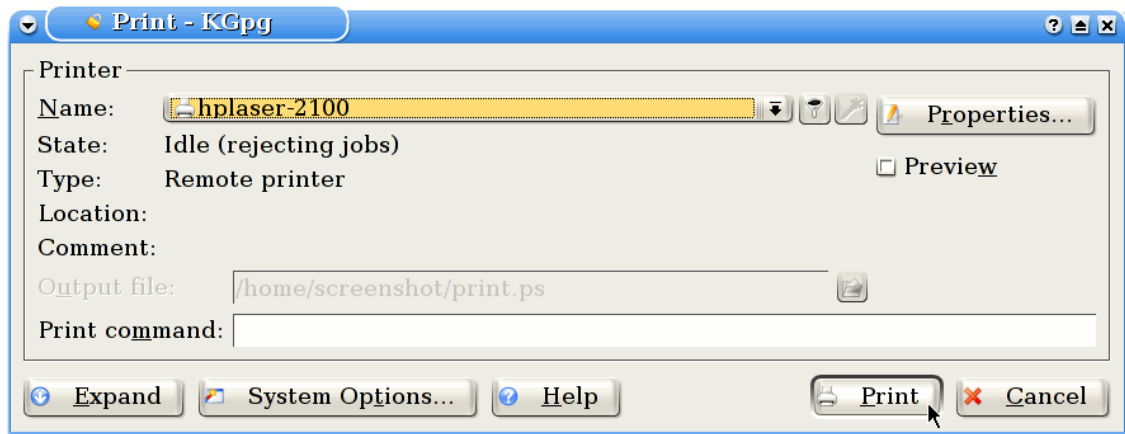 Print - KGpg
Printer
Name: hplaser-2100 Properties...
State: Idle (rejecting jobs)
Preview
Type: Remote printer
Location:
Comment:
Output file: /home/screenshot/print.ps
Print command:
Expand System Options... Help Print Cancel